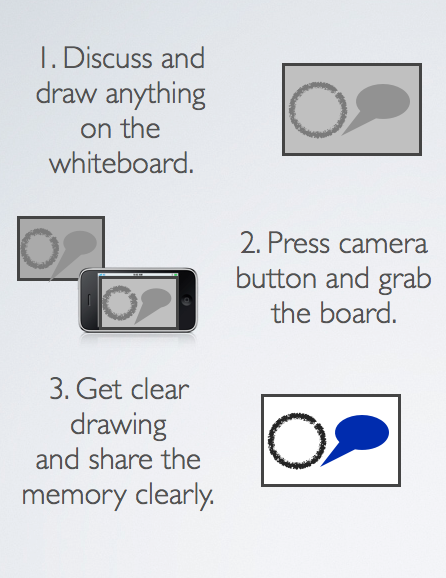 1. Discuss and
draw anything
on the
whiteboard.
2. Press camera
button and grab
the board.
3. Get clear
drawing
and share the
memory clearly.